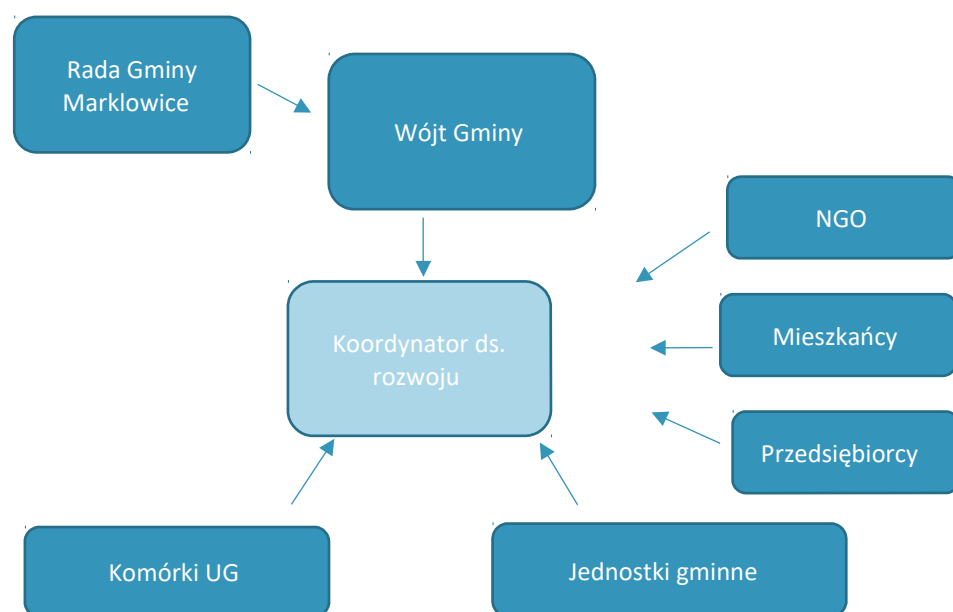 Rada Gminy
Marklowice
Wójt Gminy
NGO
Koordynator ds.
rozwoju
Mieszkańcy
Przedsiębiorcy
Komórki UG
Jednostki gminne